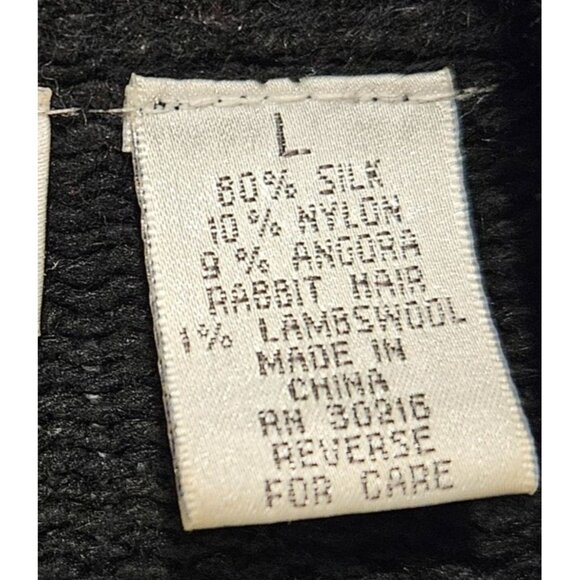 L
80% SILK
10% NYLON
9% ANGORA
RABBIT HAIR
1% LAMBSWOOL
MADE IN
CHINA
RN 30216
REVERSE
FOR CARE